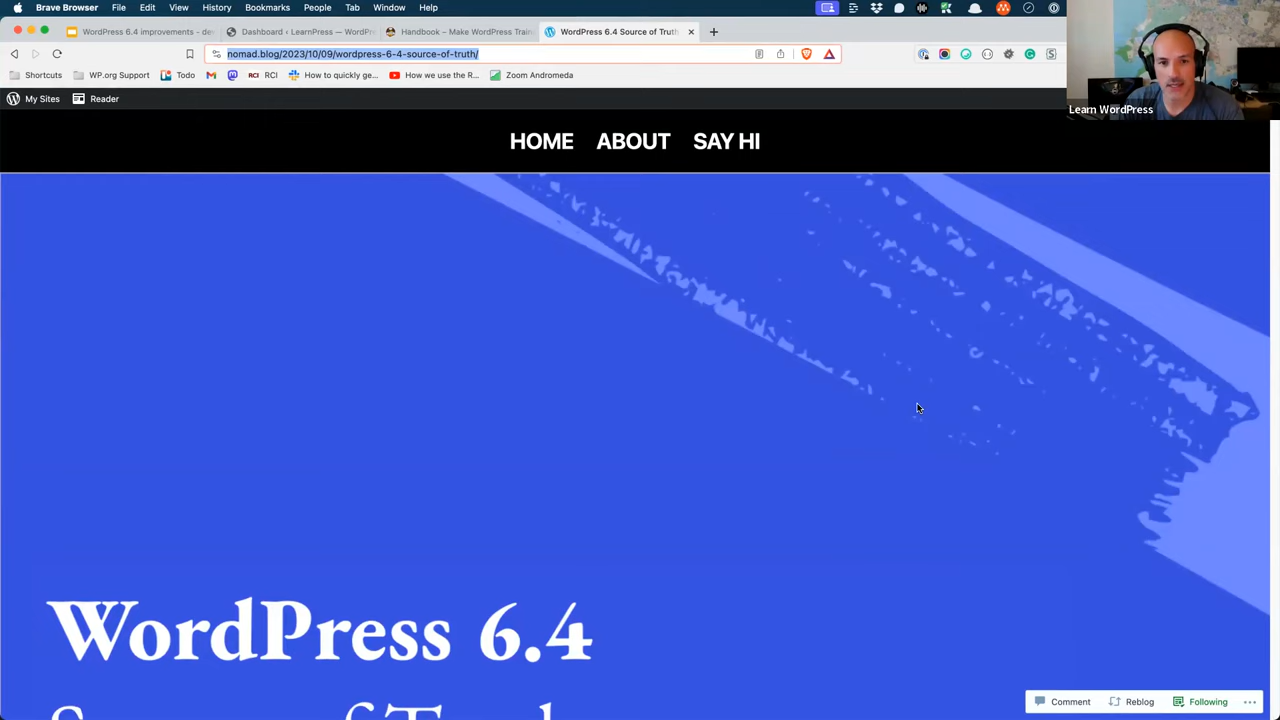 Brave Browser File Edit View History Bookmarks People Tab Window Help
WordPress 6.4 improvements - de
Dashboard ‹ LearnPress — WordPr
Handbook – Make WordPress Train
WordPress 6.4 Source of Truth
nomad.blog/2023/10/09/wordpress-6-4-source-of-truth/
Shortcuts WP.org Support Todo RCI RCI How to quickly ge... How we use the R... Zoom Andromeda
My Sites Reader
Learn WordPress
HOME ABOUT SAY HI
WordPress 6.4
Comment Reblog Following